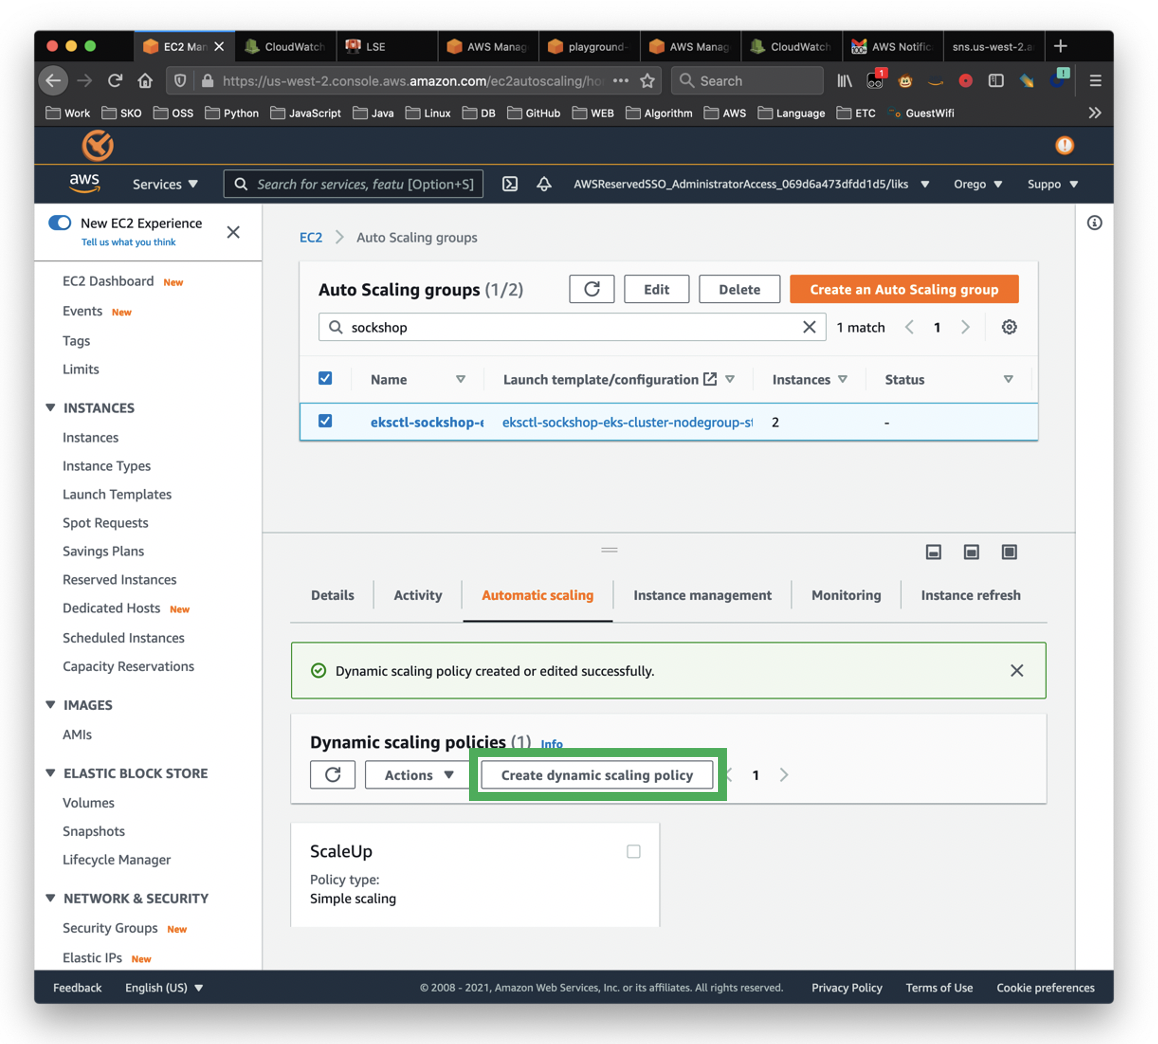 EC2 Man
CloudWatch
LSE
AWS Manag
playground-
AWS Manag
CloudWatch
AWS Notific
sns.us-west-2.a
https://us-west-2.console.aws.amazon.com/ec2autoscaling/ho
Search
1
1
Work
SKO
OSS
Python
JavaScript
Java
Linux
DB
GitHub
WEB
Algorithm
AWS
Language
ETC
GuestWifi
aws
Services
Search for services, featu [Option+S]
AWSReservedSSO_AdministratorAccess_069d6a473dfdd1d5/liks
Orego
Suppo
New EC2 Experience
Tell us what you think
EC2 Dashboard New
Events New
Tags
Limits
INSTANCES
Instances
Instance Types
Launch Templates
Spot Requests
Savings Plans
Reserved Instances
Dedicated Hosts New
Scheduled Instances
Capacity Reservations
IMAGES
AMIs
ELASTIC BLOCK STORE
Volumes
Snapshots
Lifecycle Manager
NETWORK & SECURITY
Security Groups New
Elastic IPs New
EC2 > Auto Scaling groups
Auto Scaling groups (1/2)
Edit
Delete
Create an Auto Scaling group
sockshop
1 match
1
Name
Launch template/configuration
Instances
Status
eksctl-sockshop-e
eksctl-sockshop-eks-cluster-nodegroup-st
2
-
Details
Activity
Automatic scaling
Instance management
Monitoring
Instance refresh
Dynamic scaling policy created or edited successfully.
Dynamic scaling policies (1) Info
Actions
Create dynamic scaling policy
1
ScaleUp
Policy type:
Simple scaling
Feedback
English (US)
© 2008 - 2021, Amazon Web Services, Inc. or its affiliates. All rights reserved.
Privacy Policy
Terms of Use
Cookie preferences